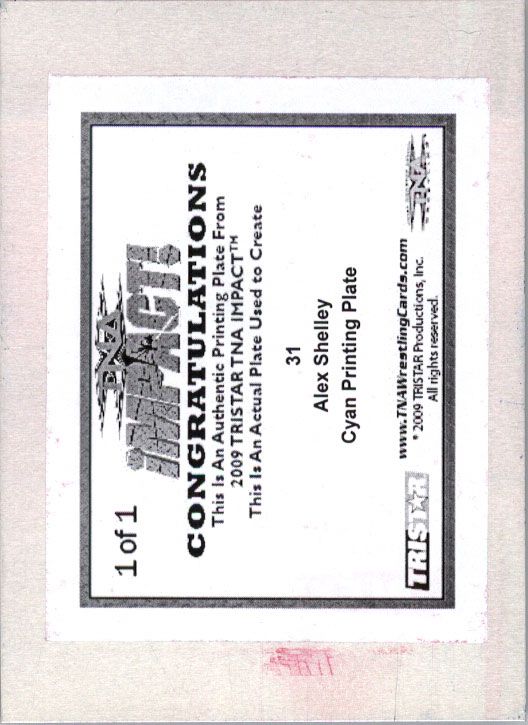 1 of 1
TNA
iMPACT!
CONGRATULATIONS
This Is An Authentic Printing Plate From
2009 TRISTAR TNA IMPACT™
This Is An Actual Plate Used to Create
31
Alex Shelley
Cyan Printing Plate
TRISTAR
www.TNAWrestlingCards.com
© 2009 TRISTAR Productions, Inc.
All rights reserved.
TNA